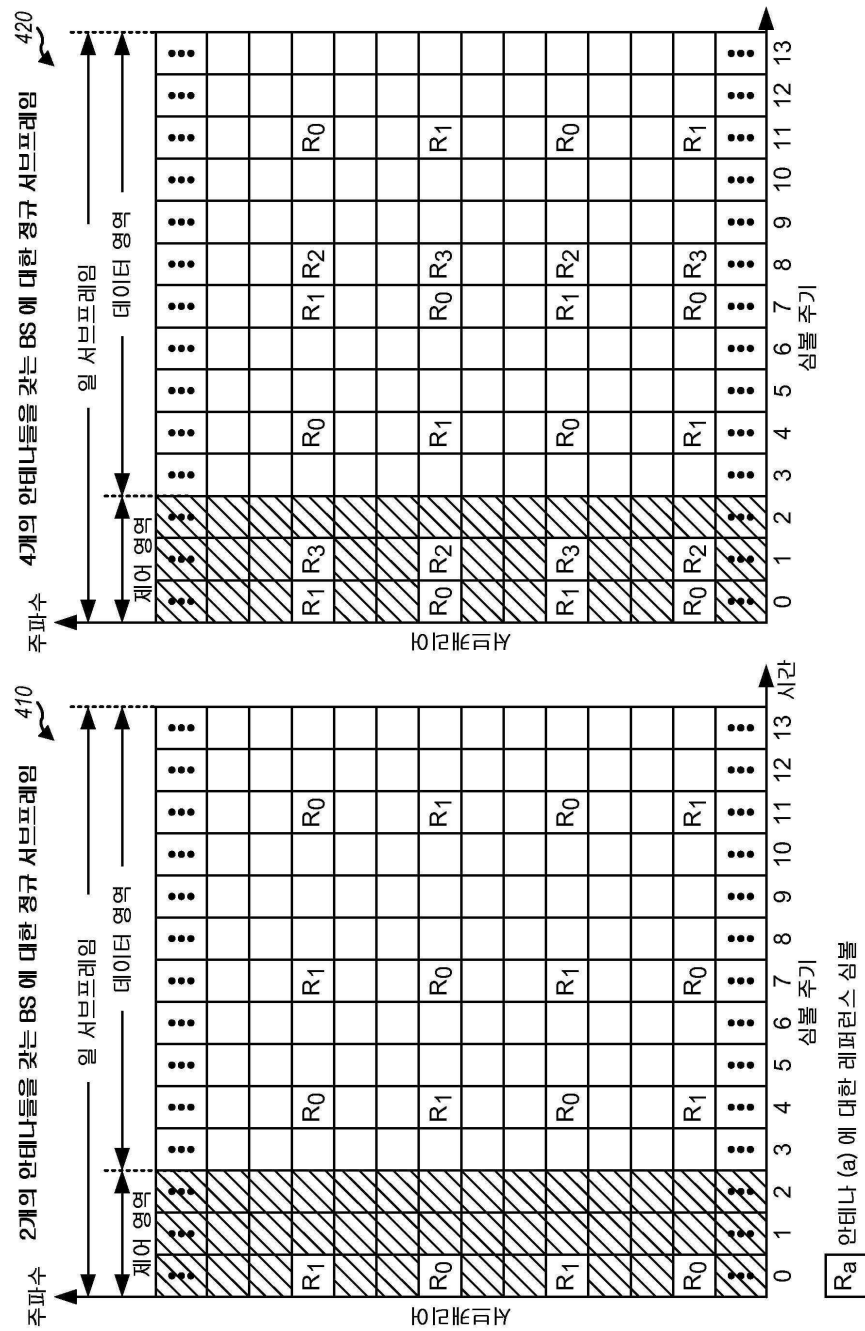 2개의 안테나들을 갖는 BS 에 대한 정규 서브프레임 410
주파수
일 서브프레임
제어 영역 데이터 영역
서브캐리어
••• ••• ••• ••• ••• ••• ••• ••• ••• ••• ••• ••• ••• •••
R1 R0 R1 R0
R0 R1 R0 R1
R1 R0 R1 R0
R0 R1 R0 R1
••• ••• ••• ••• ••• ••• ••• ••• ••• ••• ••• ••• ••• •••
0 1 2 3 4 5 6 7 8 9 10 11 12 13
심볼 주기
시간
4개의 안테나들을 갖는 BS 에 대한 정규 서브프레임 420
주파수
일 서브프레임
제어 영역 데이터 영역
서브캐리어
••• ••• ••• ••• ••• ••• ••• ••• ••• ••• ••• ••• ••• •••
R1 R3 R0 R1 R2 R0
R0 R2 R1 R0 R3 R1
R1 R3 R0 R1 R2 R0
R0 R2 R1 R0 R3 R1
••• ••• ••• ••• ••• ••• ••• ••• ••• ••• ••• ••• ••• •••
0 1 2 3 4 5 6 7 8 9 10 11 12 13
심볼 주기
Ra 안테나 (a) 에 대한 레퍼런스 심볼